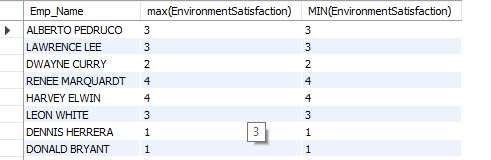 Emp_Name max(EnvironmentSatisfaction) MIN(EnvironmentSatisfaction)
ALBERTO PEDRUCO 3 3
LAWRENCE LEE 3 3
DWAYNE CURRY 2 2
RENEE MARQUARDT 4 4
HARVEY ELWIN 4 4
LEON WHITE 3 3
DENNIS HERRERA 1 3 1
DONALD BRYANT 1 1